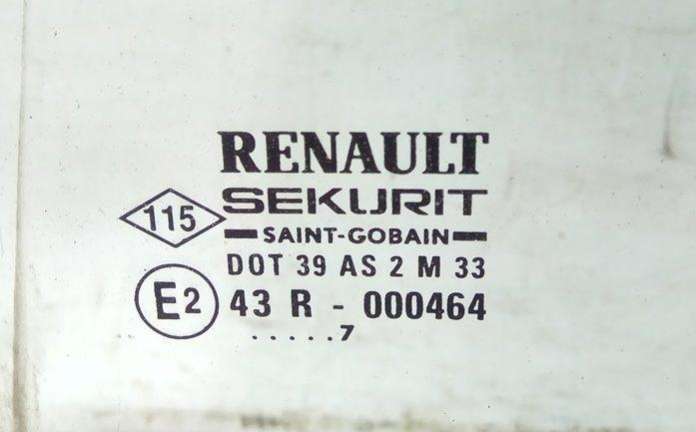 RENAULT
115
SEKURIT
SAINT-GOBAIN
DOT 39 AS 2 M 33
E2 43 R - 000464
.....7